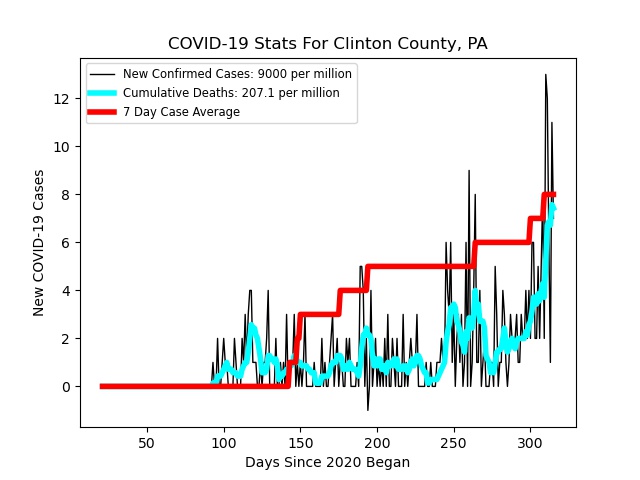 COVID-19 Stats For Clinton County, PA
New Confirmed Cases: 9000 per million
Cumulative Deaths: 207.1 per million
7 Day Case Average
12
10
8
6
4
2
0
New COVID-19 Cases
50 100 150 200 250 300
Days Since 2020 Began